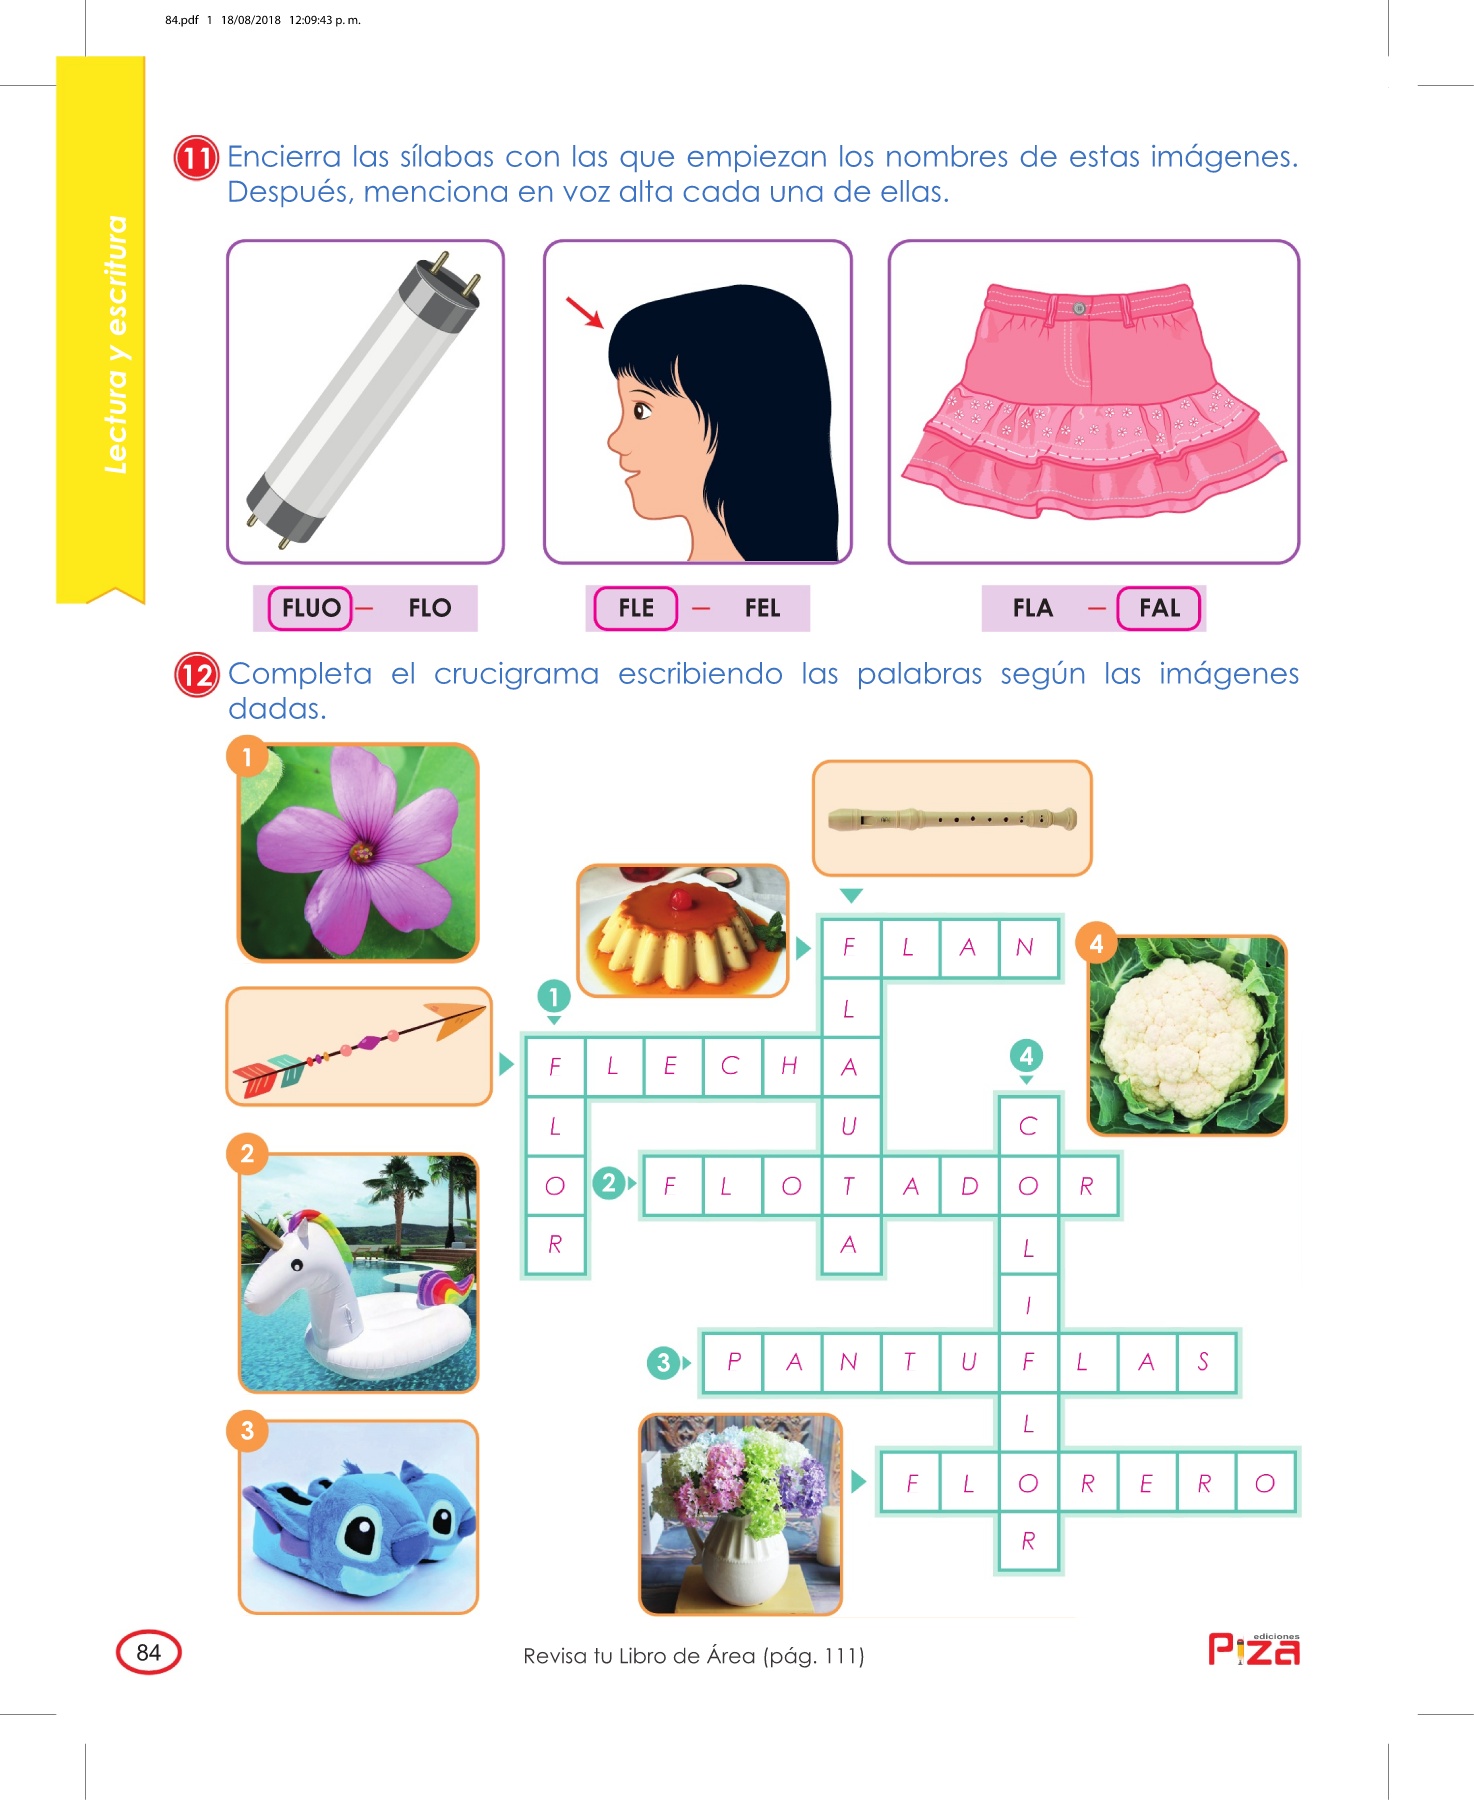 84.pdf 1 18/08/2018 12:09:43 p. m.
Lectura y escritura
11 Encierra las sílabas con las que empiezan los nombres de estas imágenes.
Después, menciona en voz alta cada una de ellas.
FLUO – FLO
FLE – FEL
FLA – FAL
12 Completa el crucigrama escribiendo las palabras según las imágenes
dadas.
1
2
3
4
F L A N
L
1
4
F L E C H A
L U C
O 2 F L O T A D O R
R A L
I
3 P A N T U F L A S
L
F L O R E R O
R
84
Revisa tu Libro de Área (pág. 111)
ediciones
Piza